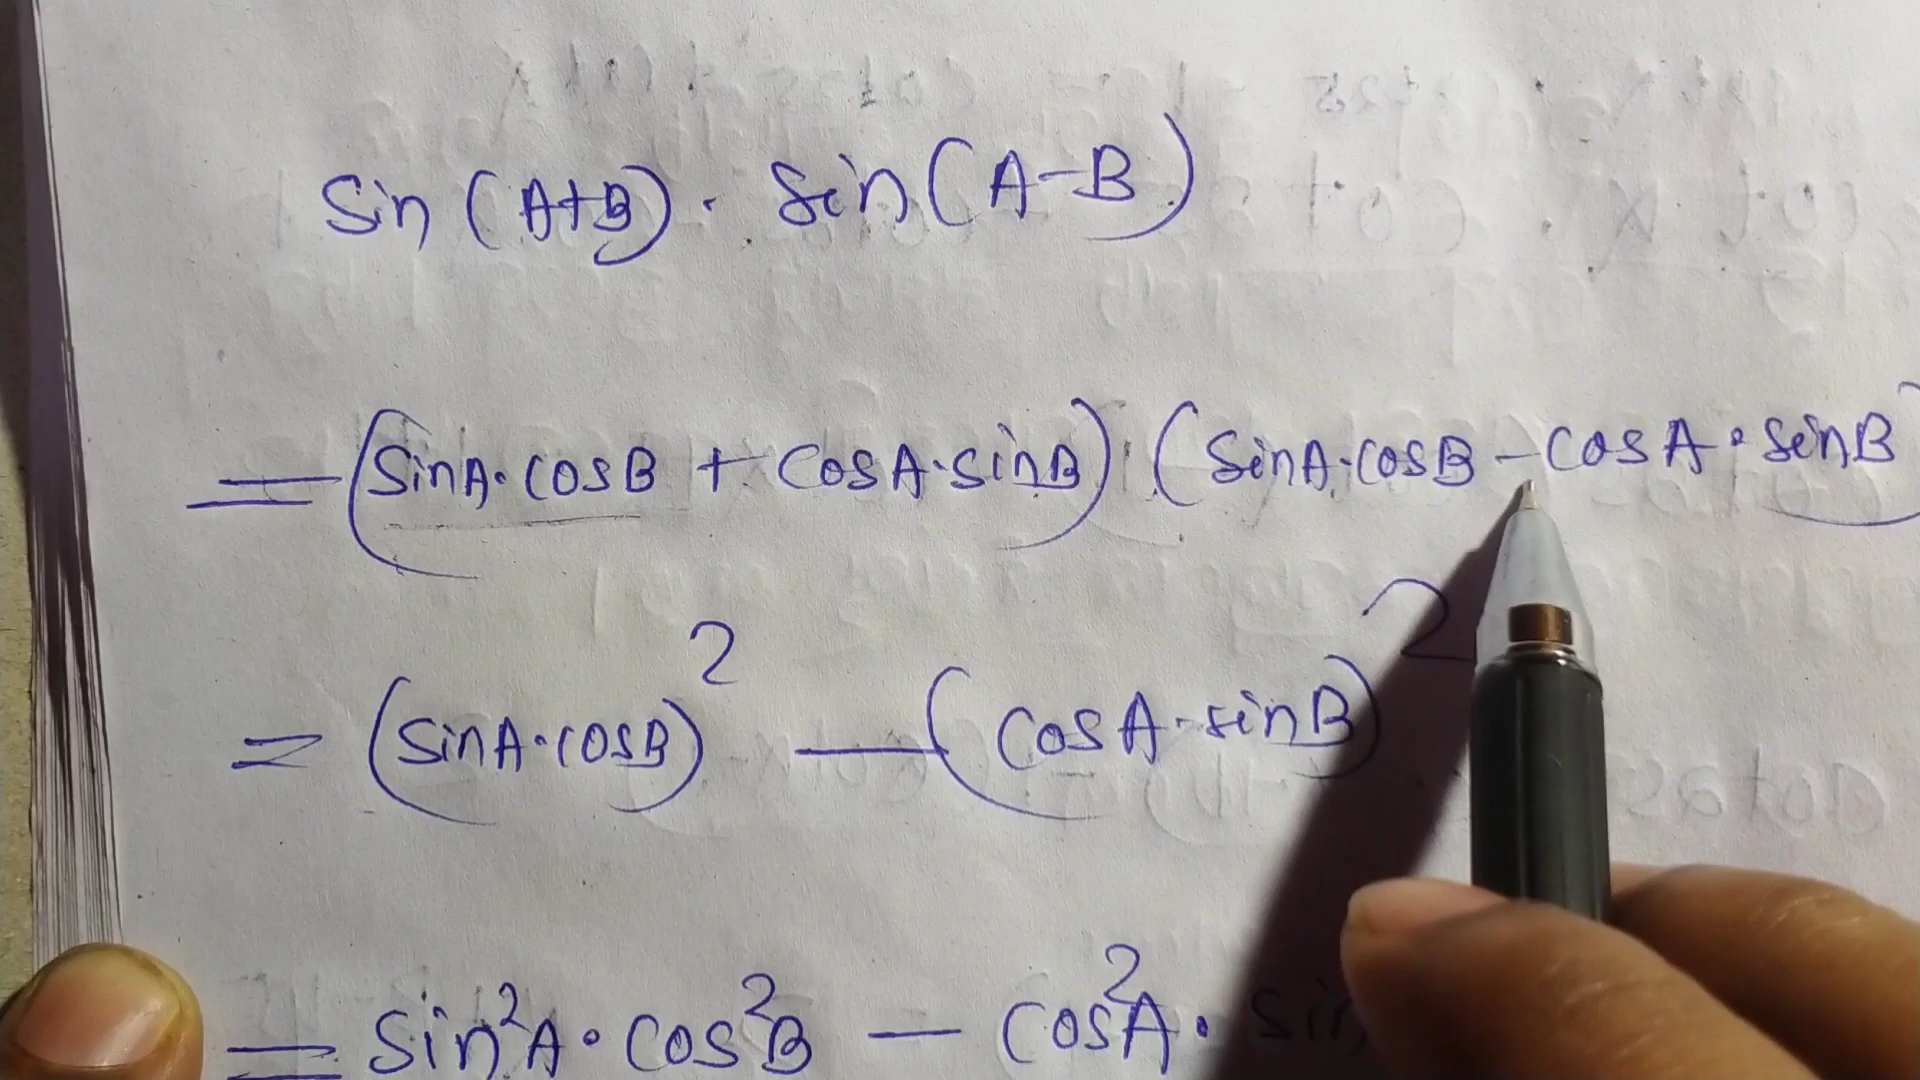 Sin (A+B) · Sin (A-B)
= (SinA·cosB + CosA·sinB) · (SinA·cosB - cosA·sinB)
= (SinA·cosB)² - (CosA·sinB)²
= Sin²A·Cos²B - Cos²A· Sin